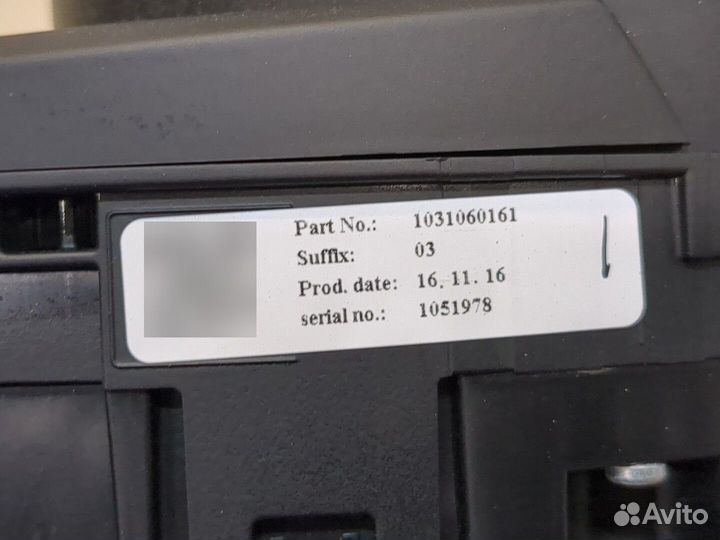 Part No.: 1031060161
Suffix: 03
Prod. date: 16. 11. 16
serial no.: 1051978
Avito